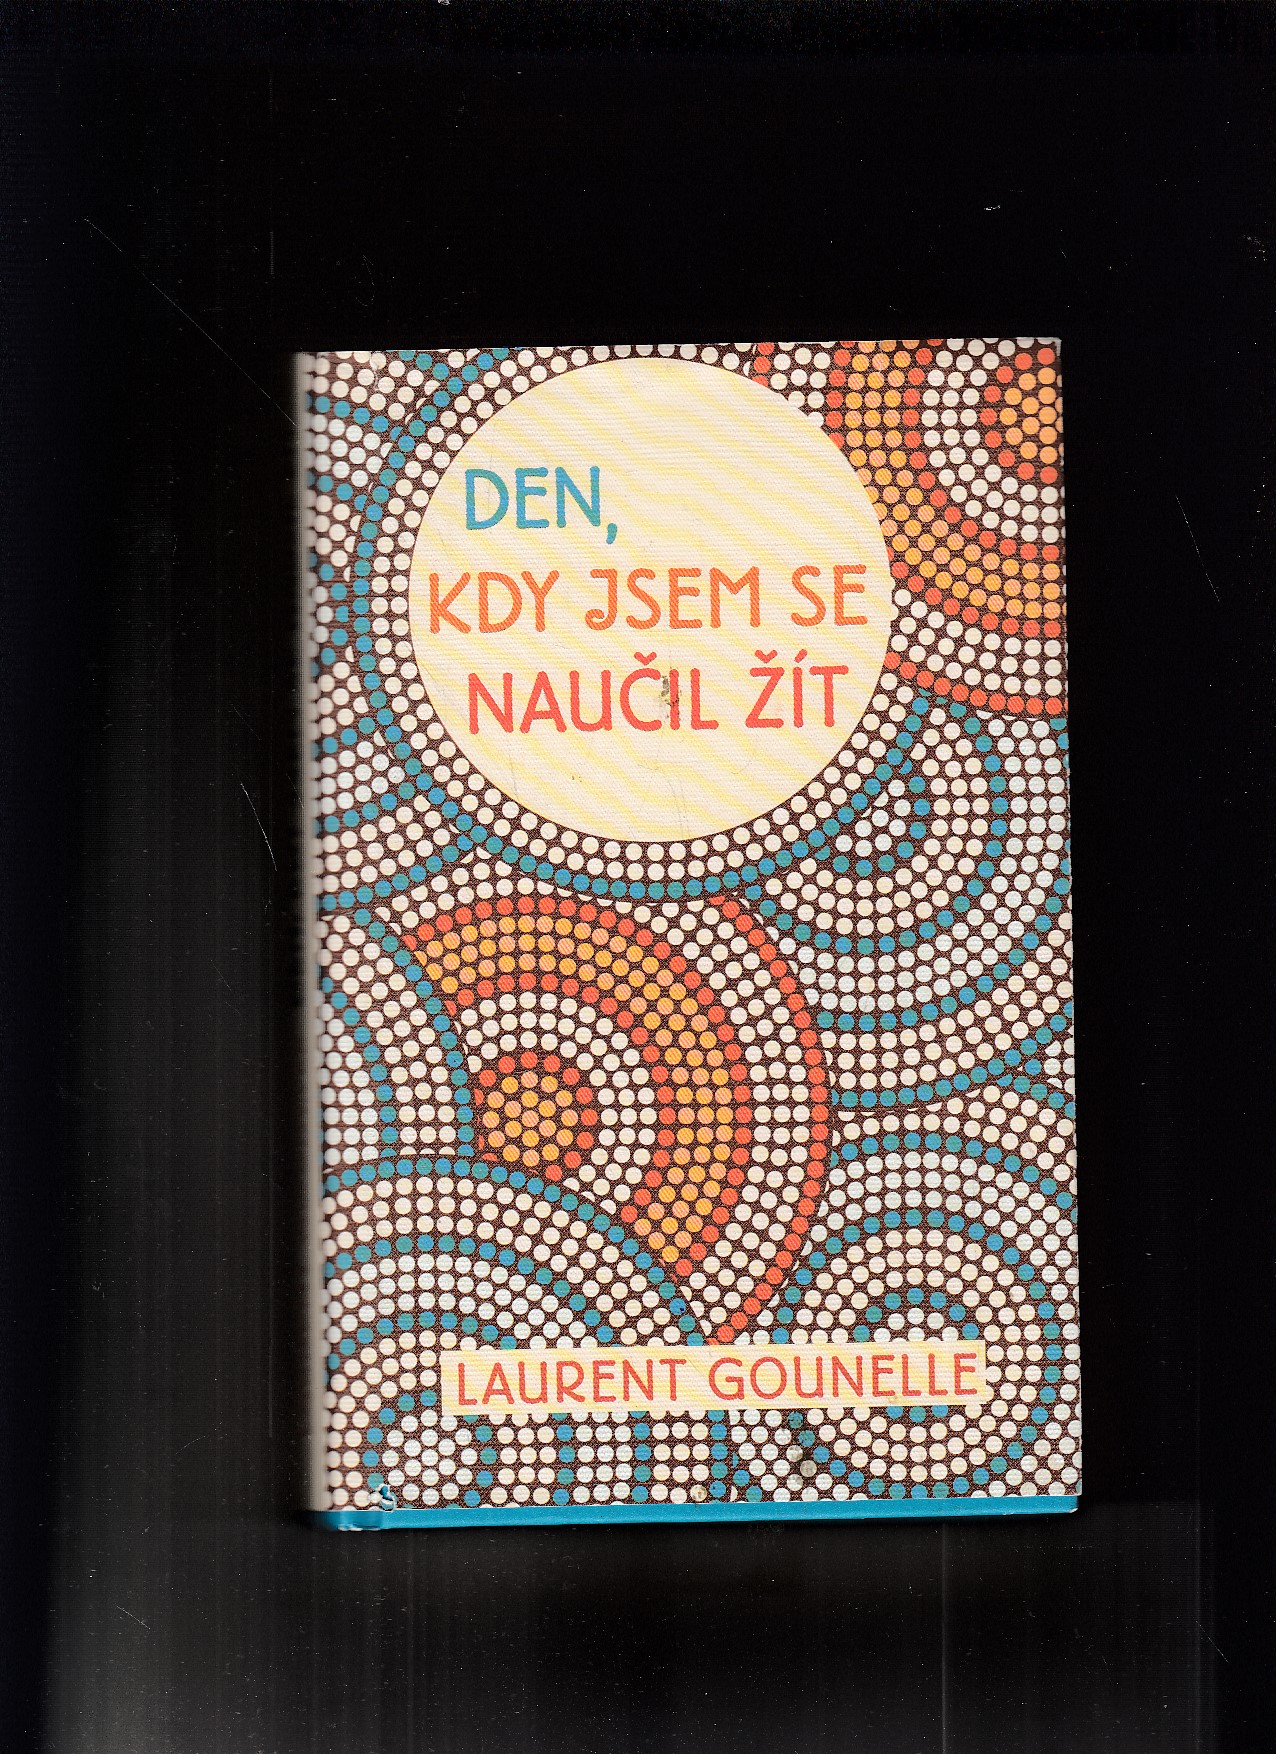 DEN,
KDY JSEM SE
NAUČIL ŽÍT
LAURENT GOUNELLE